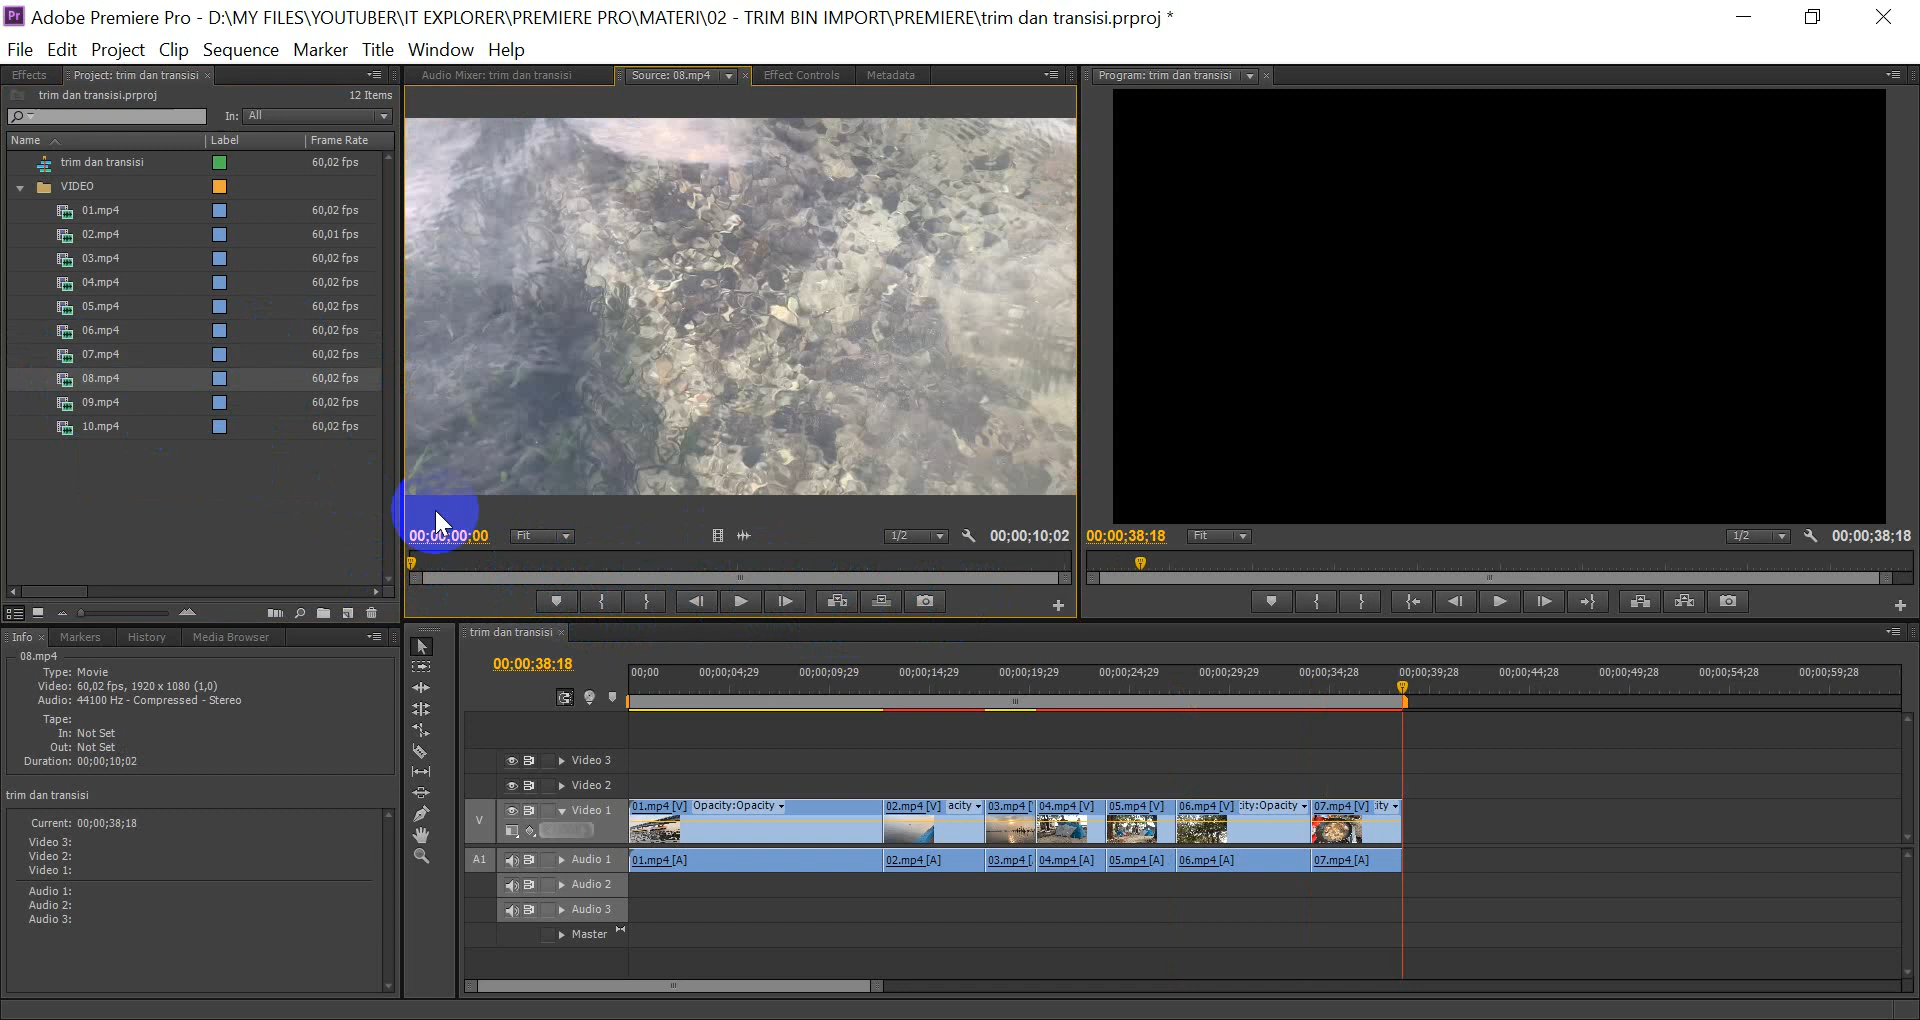 Adobe Premiere Pro - D:\MY FILES\YOUTUBER\IT EXPLORER\PREMIERE PRO\MATERI\02 - TRIM BIN IMPORT\PREMIERE\trim dan transisi.prproj *
File Edit Project Clip Sequence Marker Title Window Help
Effects Project: trim dan transisi
trim dan transisi.prproj 12 Items
In: All
Name Label Frame Rate
trim dan transisi 60,02 fps
VIDEO
01.mp4 60,02 fps
02.mp4 60,01 fps
03.mp4 60,02 fps
04.mp4 60,02 fps
05.mp4 60,02 fps
06.mp4 60,02 fps
07.mp4 60,02 fps
08.mp4 60,02 fps
09.mp4 60,02 fps
10.mp4 60,02 fps
Audio Mixer: trim dan transisi Source: 08.mp4 Effect Controls Metadata
00;00;00;00 Fit 1/2 00;00;10;02
Program: trim dan transisi
00;00;38;18 Fit 1/2 00;00;38;18
Info Markers History Media Browser
08.mp4
Type: Movie
Video: 60,02 fps, 1920 x 1080 (1,0)
Audio: 44100 Hz - Compressed - Stereo
Tape:
In: Not Set
Out: Not Set
Duration: 00;00;10;02
trim dan transisi
Current: 00;00;38;18
Video 3:
Video 2:
Video 1:
Audio 1:
Audio 2:
Audio 3:
trim dan transisi
00;00;38;18
00;00 00;00;04;29 00;00;09;29 00;00;14;29 00;00;19;29 00;00;24;29 00;00;29;29 00;00;34;28 00;00;39;28 00;00;44;28 00;00;49;28 00;00;54;28 00;00;59;28
Video 3
Video 2
V Video 1 01.mp4 [V] Opacity:Opacity 02.mp4 [V] acity 03.mp4 [ 04.mp4 [V] 05.mp4 [V] 06.mp4 [V] :ity:Opacity 07.mp4 [V] ity
A1 Audio 1 01.mp4 [A] 02.mp4 [A] 03.mp4 [ 04.mp4 [A] 05.mp4 [A] 06.mp4 [A] 07.mp4 [A]
Audio 2
Audio 3
Master